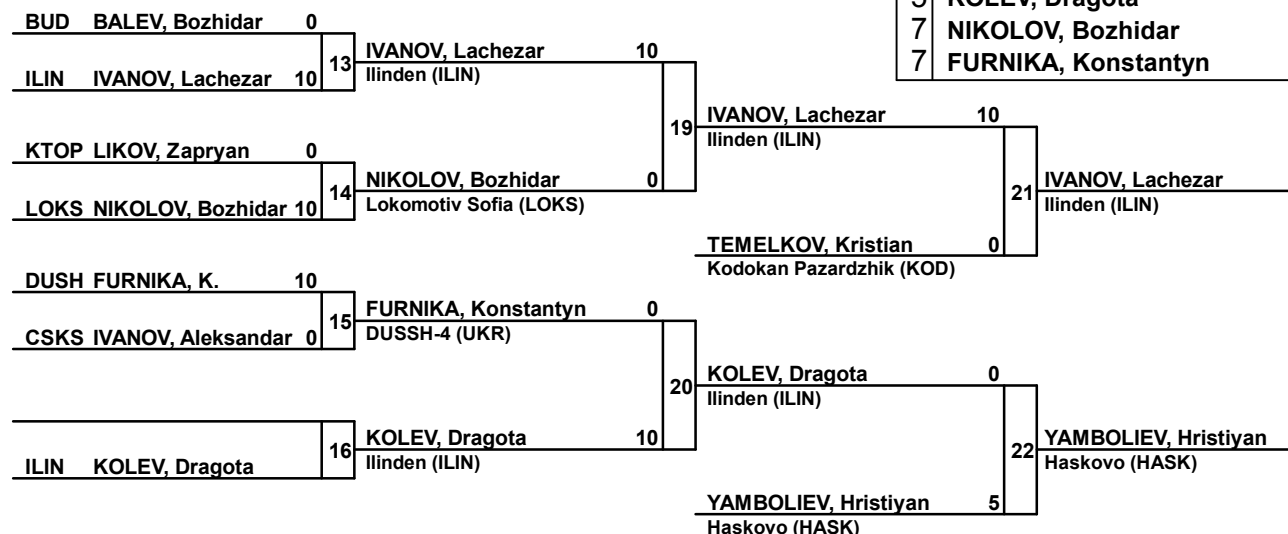 5 KOLEV, Dragota
7 NIKOLOV, Bozhidar
7 FURNIKA, Konstantyn
BUD BALEV, Bozhidar 0
13
ILIN IVANOV, Lachezar 10
IVANOV, Lachezar 10
Ilinden (ILIN)
KTOP LIKOV, Zapryan 0
14
LOKS NIKOLOV, Bozhidar 10
NIKOLOV, Bozhidar 0
Lokomotiv Sofia (LOKS)
19
IVANOV, Lachezar 10
Ilinden (ILIN)
TEMELKOV, Kristian 0
Kodokan Pazardzhik (KOD)
21
IVANOV, Lachezar
Ilinden (ILIN)
DUSH FURNIKA, K. 10
15
CSKS IVANOV, Aleksandar 0
FURNIKA, Konstantyn 0
DUSSH-4 (UKR)
16
ILIN KOLEV, Dragota
KOLEV, Dragota 10
Ilinden (ILIN)
20
KOLEV, Dragota 0
Ilinden (ILIN)
YAMBOLIEV, Hristiyan 5
Haskovo (HASK)
22
YAMBOLIEV, Hristiyan
Haskovo (HASK)